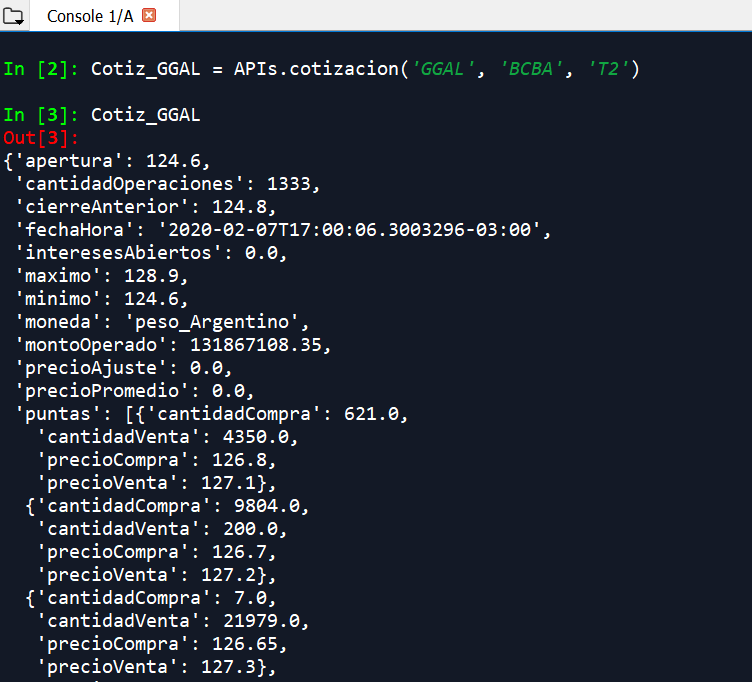 Console 1/A
In [2]: Cotiz_GGAL = APIs.cotizacion('GGAL', 'BCBA', 'T2')
In [3]: Cotiz_GGAL
Out[3]:
{'apertura': 124.6,
'cantidadOperaciones': 1333,
'cierreAnterior': 124.8,
'fechaHora': '2020-02-07T17:00:06.3003296-03:00',
'interesesAbiertos': 0.0,
'maximo': 128.9,
'minimo': 124.6,
'moneda': 'peso_Argentino',
'montoOperado': 131867108.35,
'precioAjuste': 0.0,
'precioPromedio': 0.0,
'puntas': [{'cantidadCompra': 621.0,
'cantidadVenta': 4350.0,
'precioCompra': 126.8,
'precioVenta': 127.1},
{'cantidadCompra': 9804.0,
'cantidadVenta': 200.0,
'precioCompra': 126.7,
'precioVenta': 127.2},
{'cantidadCompra': 7.0,
'cantidadVenta': 21979.0,
'precioCompra': 126.65,
'precioVenta': 127.3},